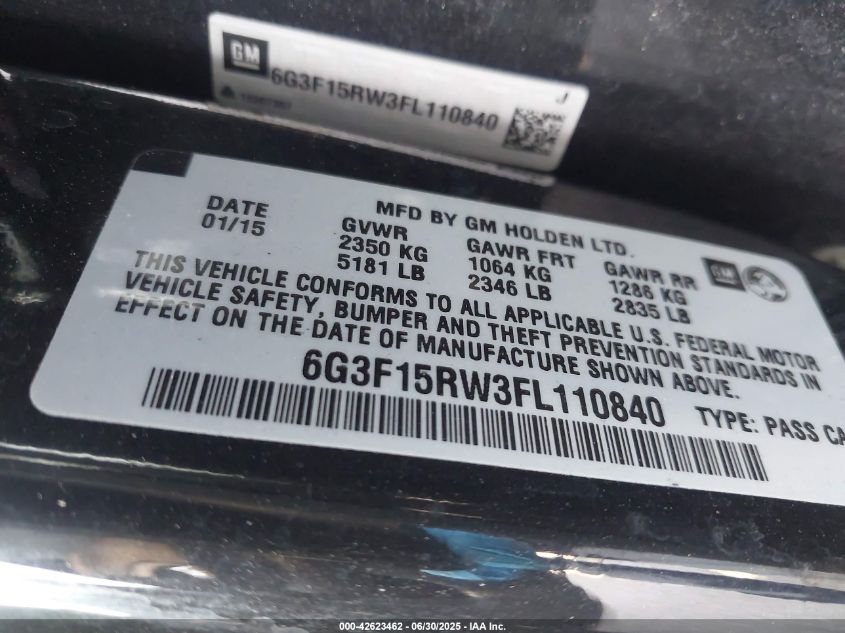 GM
6G3F15RW3FL110840
J
MFD BY GM HOLDEN LTD.
DATE
01/15
GVWR
2350 KG
5181 LB
GAWR FRT
1064 KG
2346 LB
GAWR RR
1286 KG
2835 LB
GM
THIS VEHICLE CONFORMS TO ALL APPLICABLE U.S. FEDERAL MOTOR
VEHICLE SAFETY, BUMPER AND THEFT PREVENTION STANDARDS IN
EFFECT ON THE DATE OF MANUFACTURE SHOWN ABOVE.
6G3F15RW3FL110840
TYPE: PASS CA
000-42623462 - 06/30/2025 - IAA Inc.